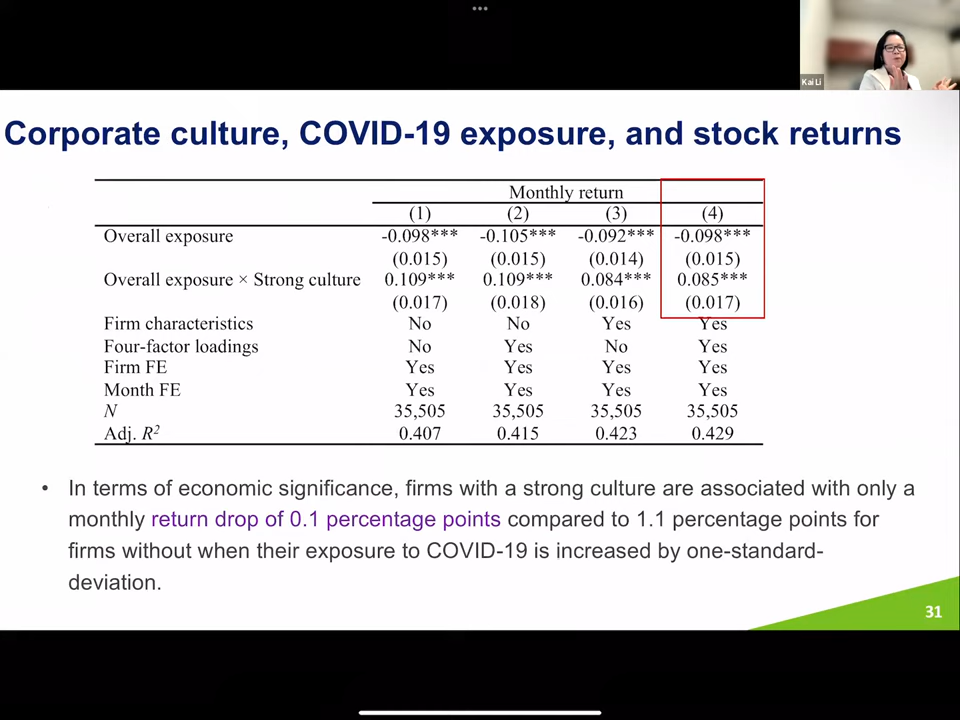 Kai Li
Corporate culture, COVID-19 exposure, and stock returns
Monthly return
(1) (2) (3) (4)
Overall exposure -0.098*** -0.105*** -0.092*** -0.098***
(0.015) (0.015) (0.014) (0.015)
Overall exposure × Strong culture 0.109*** 0.109*** 0.084*** 0.085***
(0.017) (0.018) (0.016) (0.017)
Firm characteristics No No Yes Yes
Four-factor loadings No Yes No Yes
Firm FE Yes Yes Yes Yes
Month FE Yes Yes Yes Yes
N 35,505 35,505 35,505 35,505
Adj. R² 0.407 0.415 0.423 0.429
• In terms of economic significance, firms with a strong culture are associated with only a
monthly return drop of 0.1 percentage points compared to 1.1 percentage points for
firms without when their exposure to COVID-19 is increased by one-standard-
deviation.
31